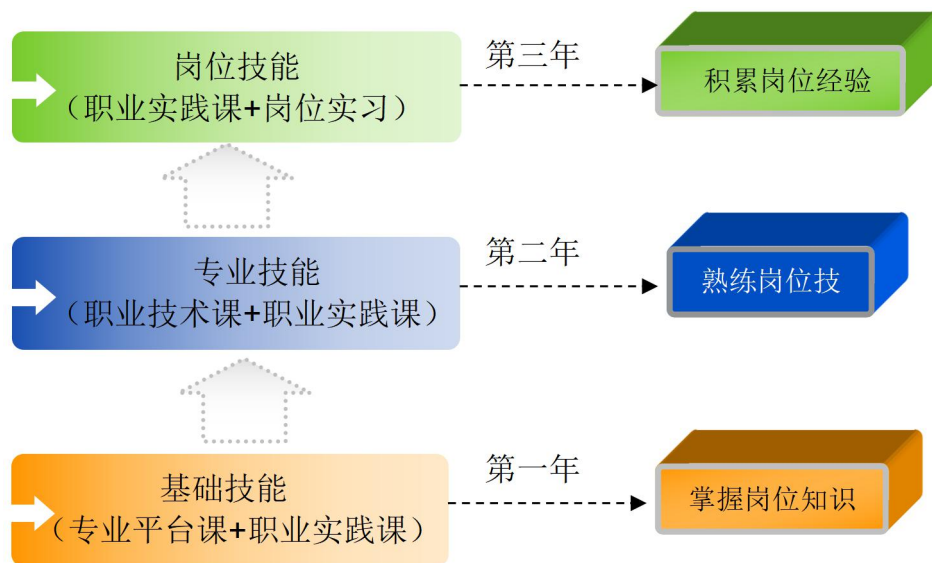 岗位技能
（职业实践课+岗位实习）
第三年
积累岗位经验
专业技能
（职业技术课+职业实践课）
第二年
熟练岗位技
基础技能
（专业平台课+职业实践课）
第一年
掌握岗位知识